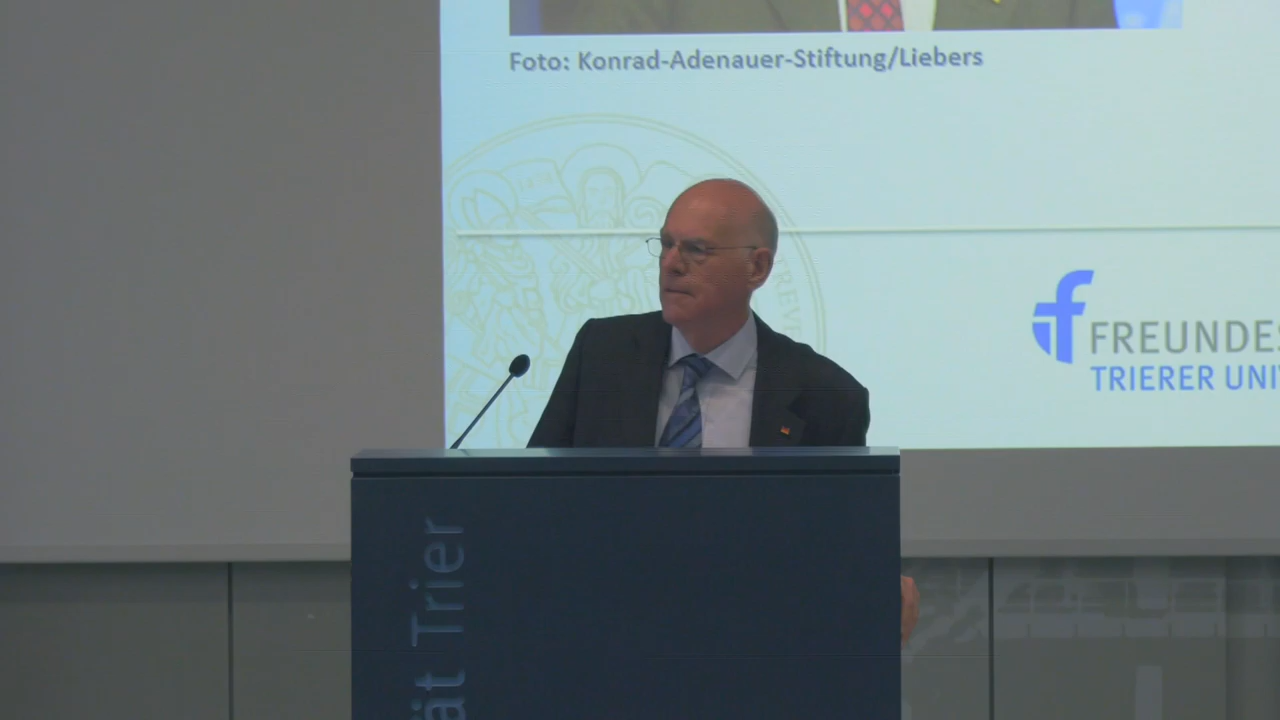 Foto: Konrad-Adenauer-Stiftung/Liebers
FREUNDES
TRIERER UNI
ät Trier